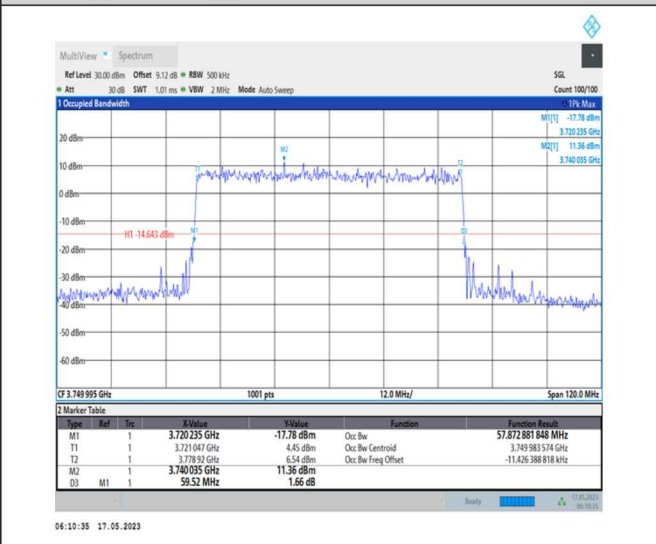 MultiView Spectrum
Ref Level 30.00 dBm Offset 9.12 dB RBW 500 kHz SGL
Att 30 dB SWT 1.01 ms VBW 2 MHz Mode Auto Sweep Count 100/100
1 Occupied Bandwidth 1Pk Max
M1[1] -17.78 dBm
3.720 235 GHz
20 dBm M2 M2[1] 11.36 dBm
3.740 035 GHz
10 dBm T1 T2
0 dBm
-10 dBm
H1 -14.643 dBm M1 D3
-20 dBm
-30 dBm
-40 dBm
-50 dBm
-60 dBm
CF 3.749 995 GHz 1001 pts 12.0 MHz/ Span 120.0 MHz
2 Marker Table
Type Ref Trc X-Value Y-Value Function Function Result
M1 1 3.720 235 GHz -17.78 dBm Occ Bw 57.872 881 848 MHz
T1 1 3.721 047 GHz 4.45 dBm Occ Bw Centroid 3.749 983 574 GHz
T2 1 3.778 92 GHz 6.54 dBm Occ Bw Freq Offset -11.426 388 818 kHz
M2 1 3.740 035 GHz 11.36 dBm
D3 M1 1 59.52 MHz 1.66 dB
Ready 17.05.2023
06:10:35
06:10:35 17.05.2023